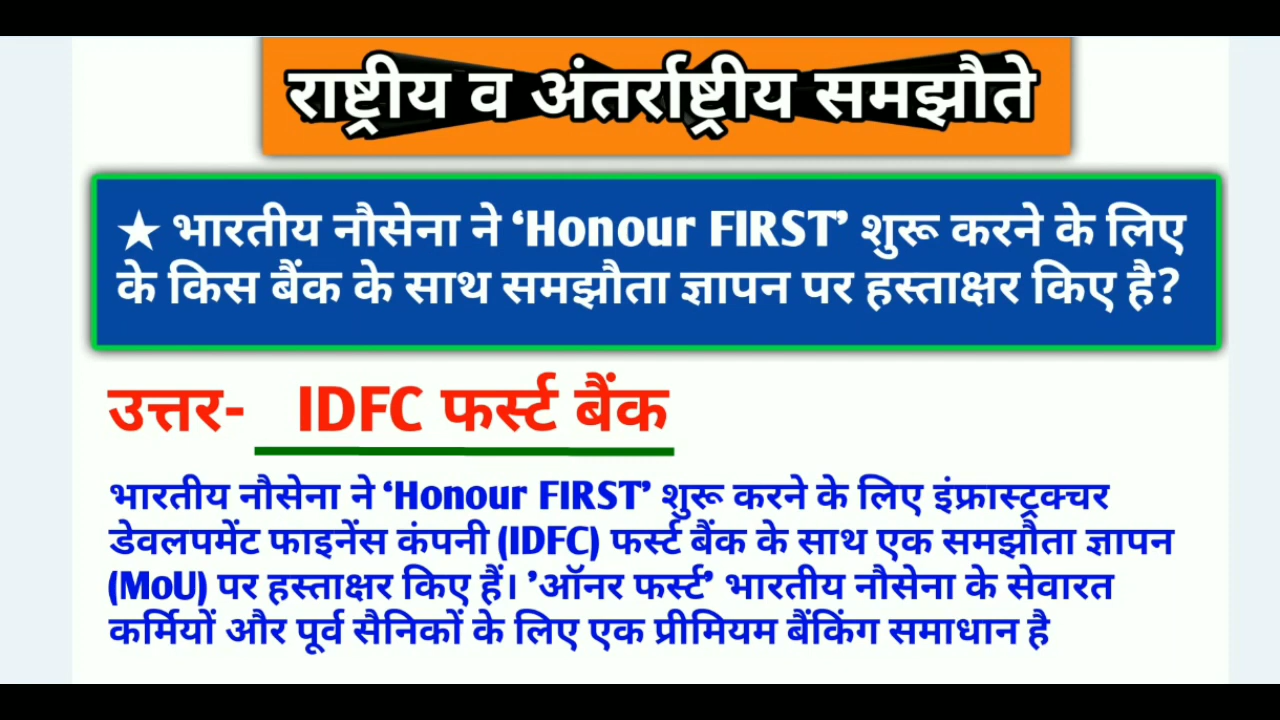 राष्ट्रीय व अंतर्राष्ट्रीय समझौते
★ भारतीय नौसेना ने ‘Honour FIRST’ शुरू करने के लिए
के किस बैंक के साथ समझौता ज्ञापन पर हस्ताक्षर किए है?
उत्तर- IDFC फर्स्ट बैंक
भारतीय नौसेना ने ‘Honour FIRST’ शुरू करने के लिए इंफ्रास्ट्रक्चर
डेवलपमेंट फाइनेंस कंपनी (IDFC) फर्स्ट बैंक के साथ एक समझौता ज्ञापन
(MoU) पर हस्ताक्षर किए हैं। ’ऑनर फर्स्ट’ भारतीय नौसेना के सेवारत
कर्मियों और पूर्व सैनिकों के लिए एक प्रीमियम बैंकिंग समाधान है